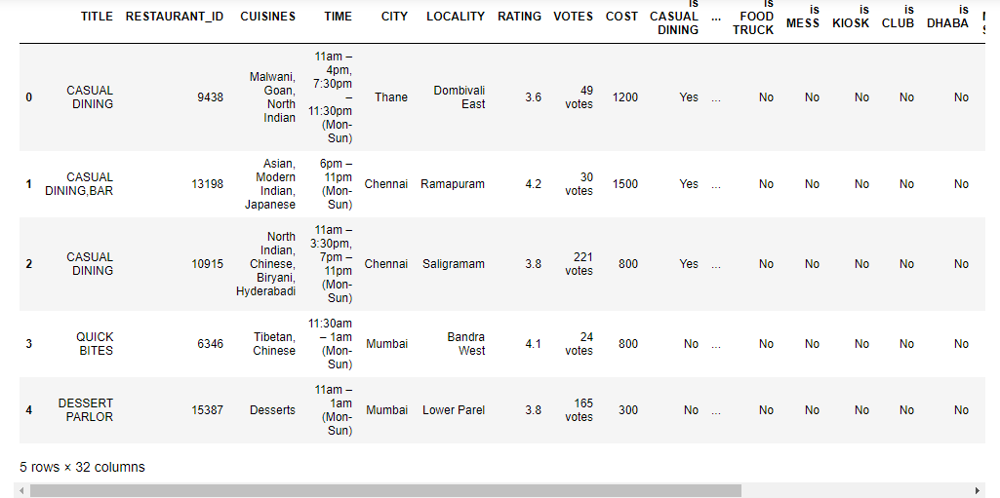 TITLE RESTAURANT_ID CUISINES TIME CITY LOCALITY RATING VOTES COST is CASUAL DINING ... is FOOD TRUCK is MESS is KIOSK is CLUB is DHABA
0 CASUAL DINING 9438 Malwani, Goan, North Indian 11am – 4pm, 7:30pm – 11:30pm (Mon-Sun) Thane Dombivali East 3.6 49 votes 1200 Yes ... No No No No No
1 CASUAL DINING,BAR 13198 Asian, Modern Indian, Japanese 6pm – 11pm (Mon-Sun) Chennai Ramapuram 4.2 30 votes 1500 Yes ... No No No No No
2 CASUAL DINING 10915 North Indian, Chinese, Biryani, Hyderabadi 11am – 3:30pm, 7pm – 11pm (Mon-Sun) Chennai Saligramam 3.8 221 votes 800 Yes ... No No No No No
3 QUICK BITES 6346 Tibetan, Chinese 11:30am – 1am (Mon-Sun) Mumbai Bandra West 4.1 24 votes 800 No ... No No No No No
4 DESSERT PARLOR 15387 Desserts 11am – 1am (Mon-Sun) Mumbai Lower Parel 3.8 165 votes 300 No ... No No No No No
5 rows × 32 columns